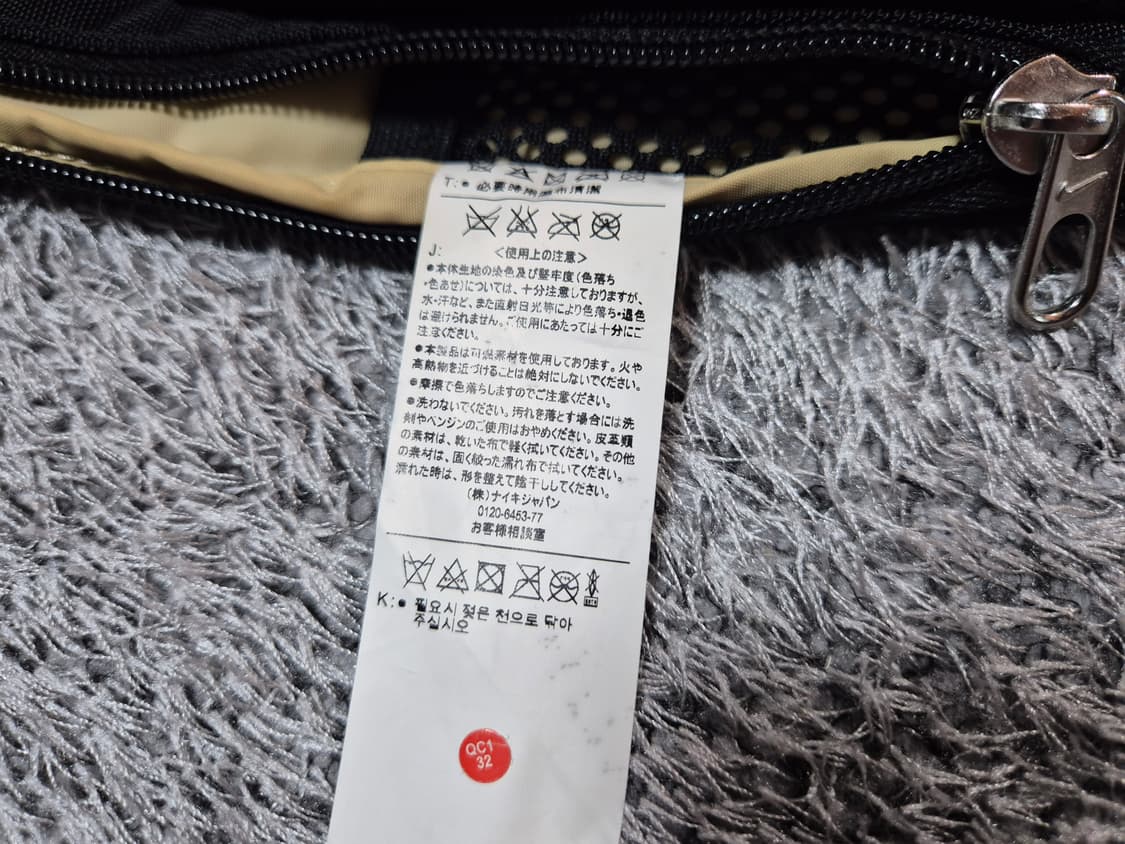 T: ● 必要時用濕布清潔
J: <使用上の注意>
●本体生地の染色及び堅牢度(色落ち
・色あせ)については、十分注意しておりますが、
水・汗など、また直射日光等により色落ち・退色
は避けられません。ご使用にあたっては十分にご
注意ください。
●本製品は可燃素材を使用しております。火や
高熱物を近づけることは絶対にしないでください。
●摩擦で色落ちしますのでご注意ください。
●洗わないでください。汚れを落とす場合には洗
剤やベンジンのご使用はおやめください。皮革類
の素材は、乾いた布で軽く拭いてください。その他
の素材は、固く絞った濡れ布で拭いてください。
濡れた時は、形を整えて陰干ししてください。
(株)ナイキジャパン
0120-6453-77
お客様相談室
K:● 필요시 젖은 천으로 닦아
주십시오
QC1
32